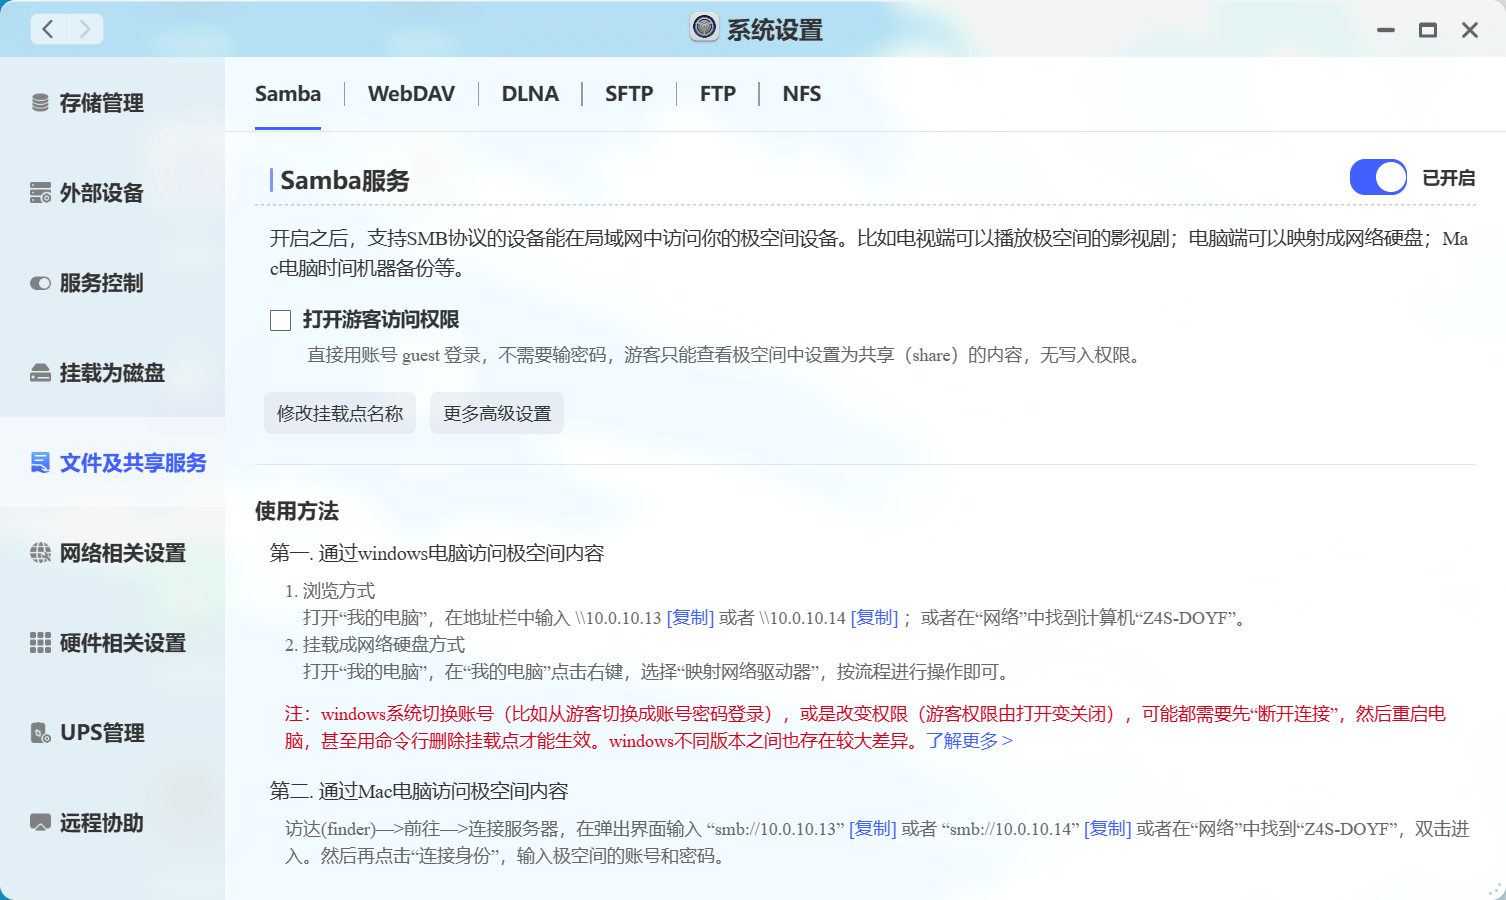 系统设置
存储管理
外部设备
服务控制
挂载为磁盘
文件及共享服务
网络相关设置
硬件相关设置
UPS管理
远程协助
Samba
WebDAV
DLNA
SFTP
FTP
NFS
Samba服务
已开启
开启之后，支持SMB协议的设备能在局域网中访问你的极空间设备。比如电视端可以播放极空间的影视剧；电脑端可以映射成网络硬盘；Ma
c电脑时间机器备份等。
打开游客访问权限
直接用账号 guest 登录，不需要输密码，游客只能查看极空间中设置为共享（share）的内容，无写入权限。
修改挂载点名称
更多高级设置
使用方法
第一. 通过windows电脑访问极空间内容
1. 浏览方式
打开“我的电脑”，在地址栏中输入 \\10.0.10.13 [复制] 或者 \\10.0.10.14 [复制] ；或者在“网络”中找到计算机“Z4S-DOYF”。
2. 挂载成网络硬盘方式
打开“我的电脑”，在“我的电脑”点击右键，选择“映射网络驱动器”，按流程进行操作即可。
注：windows系统切换账号（比如从游客切换成账号密码登录），或是改变权限（游客权限由打开变关闭），可能都需要先“断开连接”，然后重启电
脑，甚至用命令行删除挂载点才能生效。windows不同版本之间也存在较大差异。了解更多 >
第二. 通过Mac电脑访问极空间内容
访达(finder)—>前往—>连接服务器，在弹出界面输入 “smb://10.0.10.13” [复制] 或者 “smb://10.0.10.14” [复制] 或者在“网络”中找到“Z4S-DOYF”，双击进
入。然后再点击“连接身份”，输入极空间的账号和密码。